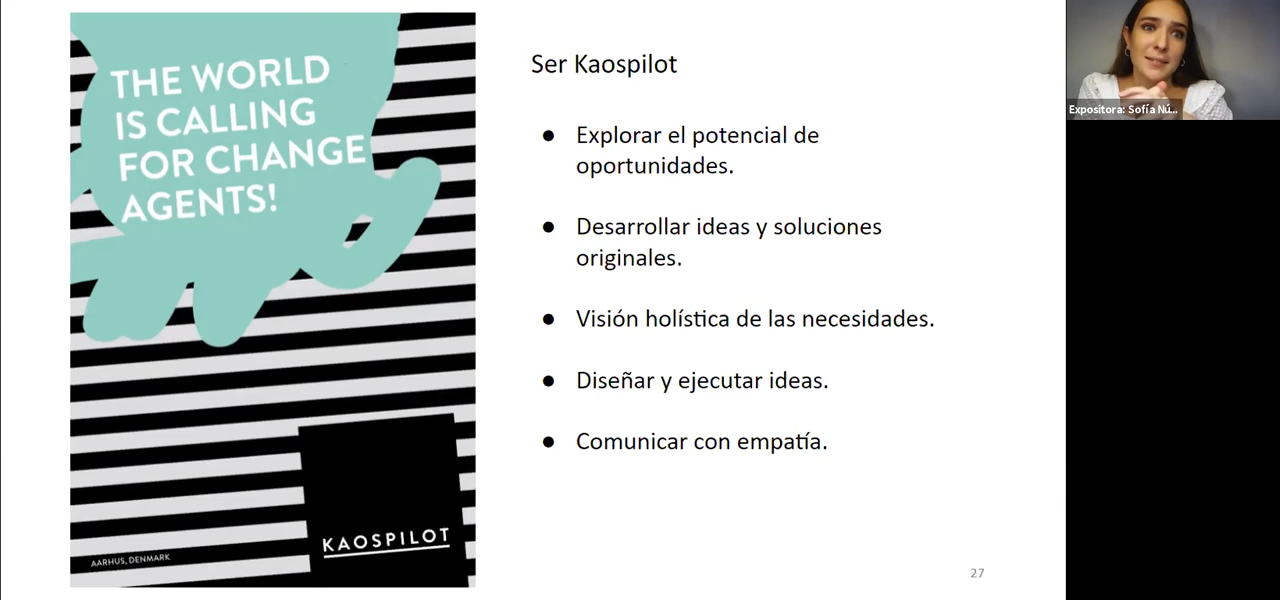 THE WORLD
IS CALLING
FOR CHANGE
AGENTS!
AARHUS, DENMARK
KAOSPILOT
Ser Kaospilot
● Explorar el potencial de
oportunidades.
● Desarrollar ideas y soluciones
originales.
● Visión holística de las necesidades.
● Diseñar y ejecutar ideas.
● Comunicar con empatía.
27
Expositora: Sofía Nú...